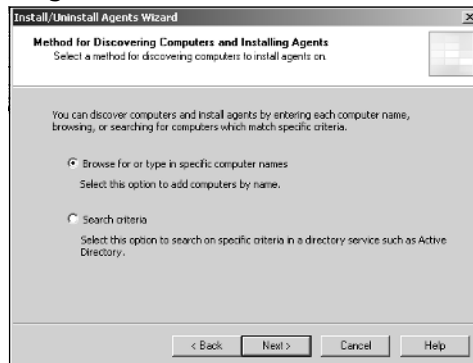 Install/Uninstall Agents Wizard
Method for Discovering Computers and Installing Agents
Select a method for discovering computers to install agents on.
You can discover computers and install agents by entering each computer name,
browsing, or searching for computers which match specific criteria.
Browse for or type in specific computer names
Select this option to add computers by name.
Search criteria
Select this option to search on specific criteria in a directory service such as Active
Directory.
< Back
Next >
Cancel
Help